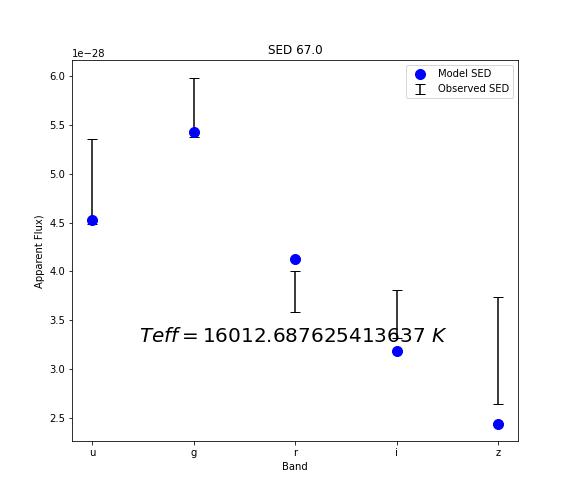 SED 67.0
1e−28
Model SED
Observed SED
6.0
5.5
5.0
4.5
4.0
3.5
3.0
2.5
Apparent Flux)
Teff = 16012.687625413637 K
u g r i z
Band